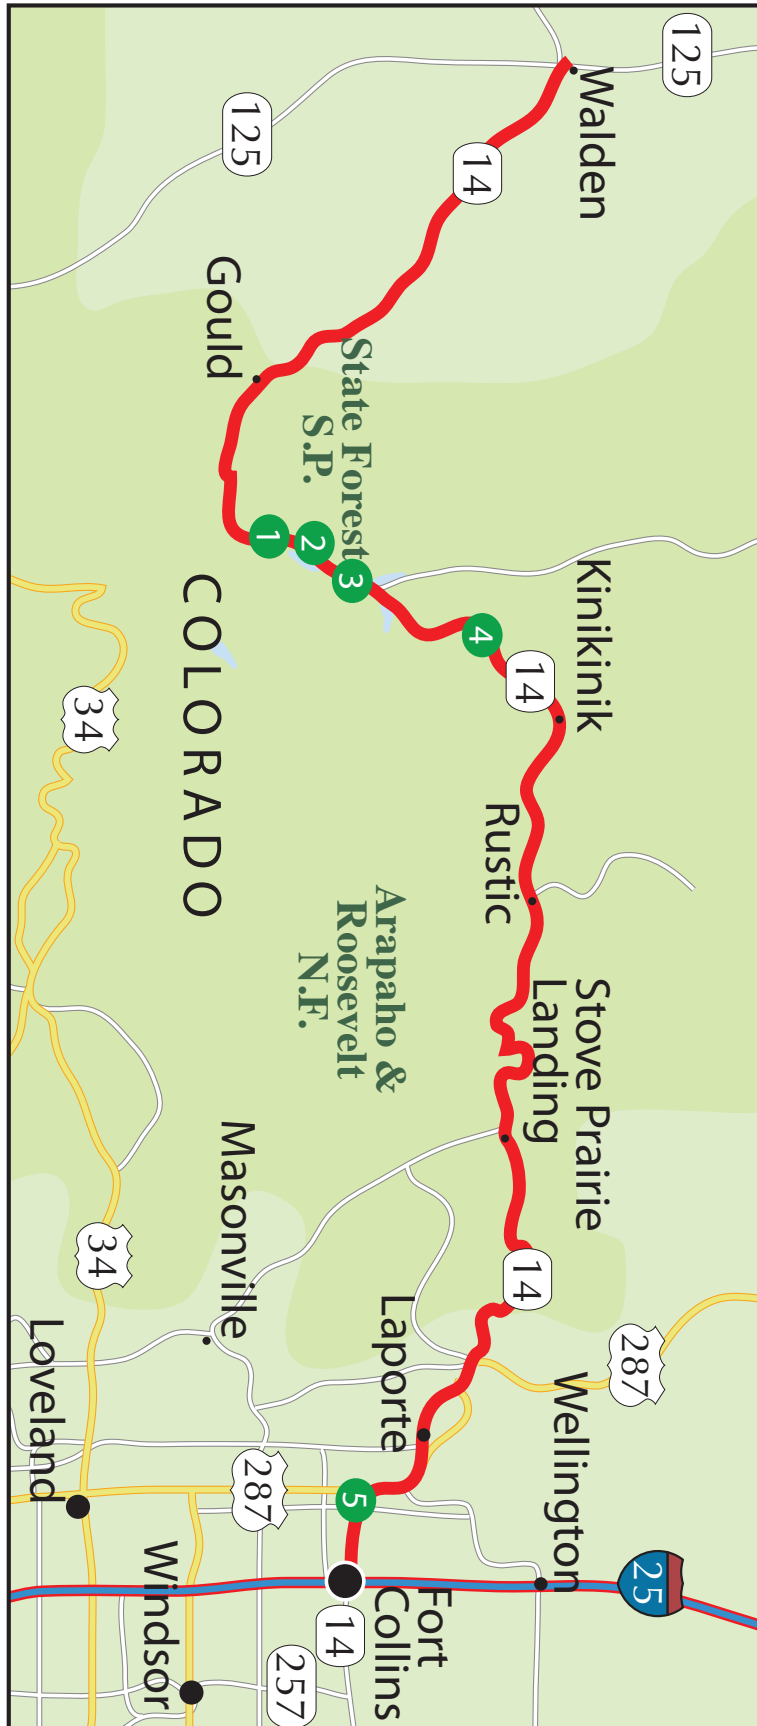 125
Walden
14
125
Gould
State Forest
S.P.
1
2
3
4
Kinikinik
14
COLORADO
34
Rustic
Arapaho &
Roosevelt
N.F.
Stove Prairie
Landing
Masonville
34
14
Laporte
287
Loveland
Wellington
287
5
25
Windsor
Fort
Collins
14
257